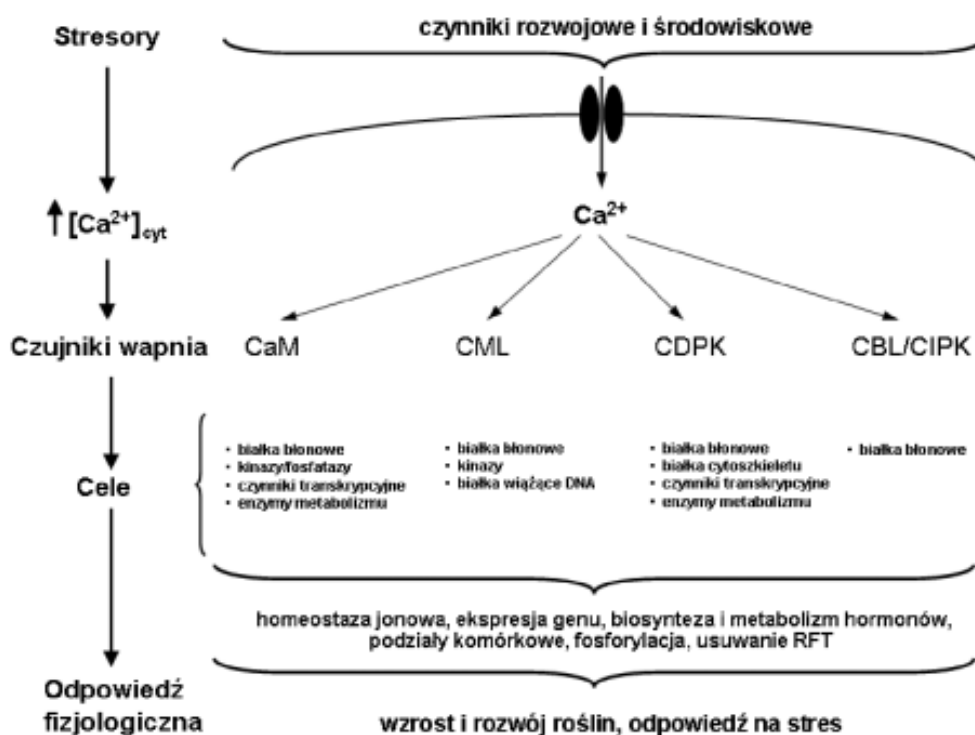 Stresory
czynniki rozwojowe i środowiskowe
↑[Ca²⁺]cyt
Ca²⁺
Czujniki wapnia
CaM
CML
CDPK
CBL/CIPK
Cele
• białka błonowe
• kinazy/fosfatazy
• czynniki transkrypcyjne
• enzymy metabolizmu
• białka błonowe
• kinazy
• białka wiążące DNA
• białka błonowe
• białka cytoszkieletu
• czynniki transkrypcyjne
• enzymy metabolizmu
• białka błonowe
homeostaza jonowa, ekspresja genu, biosynteza i metabolizm hormonów,
podziały komórkowe, fosforylacja, usuwanie RFT
Odpowiedź
fizjologiczna
wzrost i rozwój roślin, odpowiedź na stres